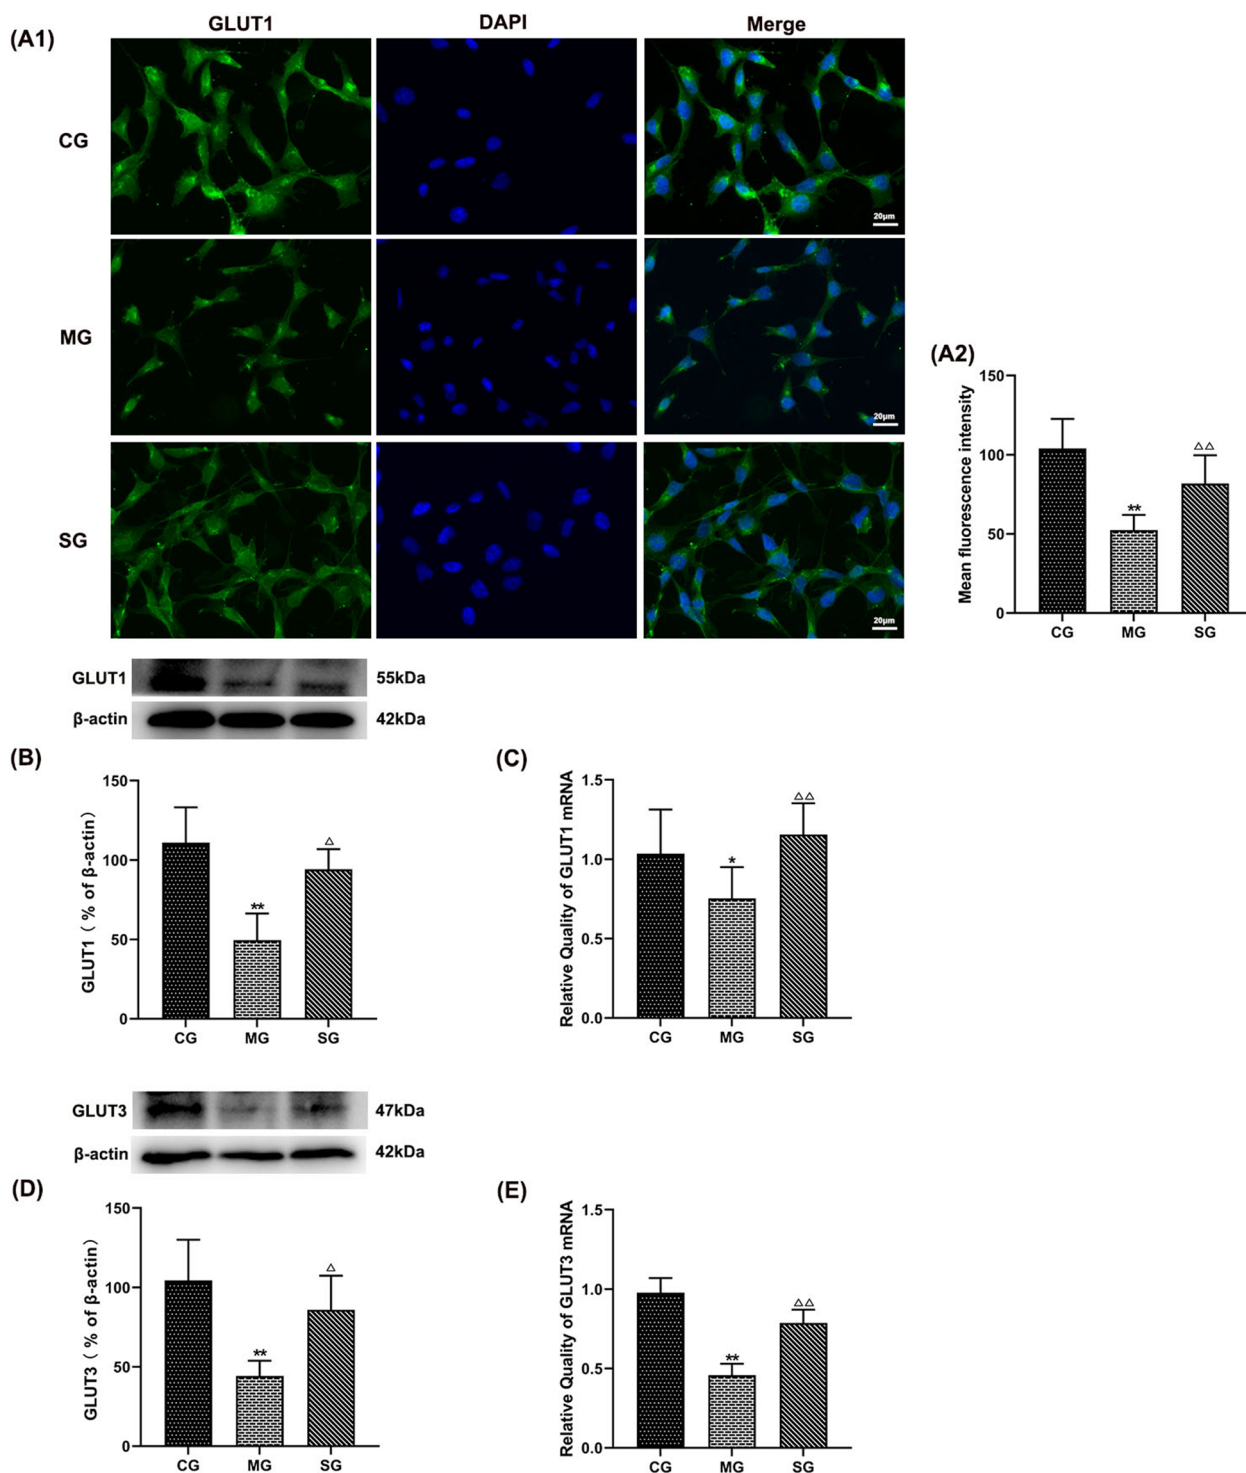 (A1)
GLUT1 DAPI Merge
CG
20μm
MG
20μm
SG
20μm
(A2)
Mean fluorescence intensity
150
100
50
0
**
△△
CG MG SG
GLUT1 55kDa
β-actin 42kDa
(B)
GLUT1 ( % of β-actin)
150
100
50
0
**
△
CG MG SG
(C)
Relative Quality of GLUT1 mRNA
1.5
1.0
0.5
0.0
*
△△
CG MG SG
GLUT3 47kDa
β-actin 42kDa
(D)
GLUT3 ( % of β-actin)
150
100
50
0
**
△
CG MG SG
(E)
Relative Quality of GLUT3 mRNA
1.5
1.0
0.5
0.0
**
△△
CG MG SG